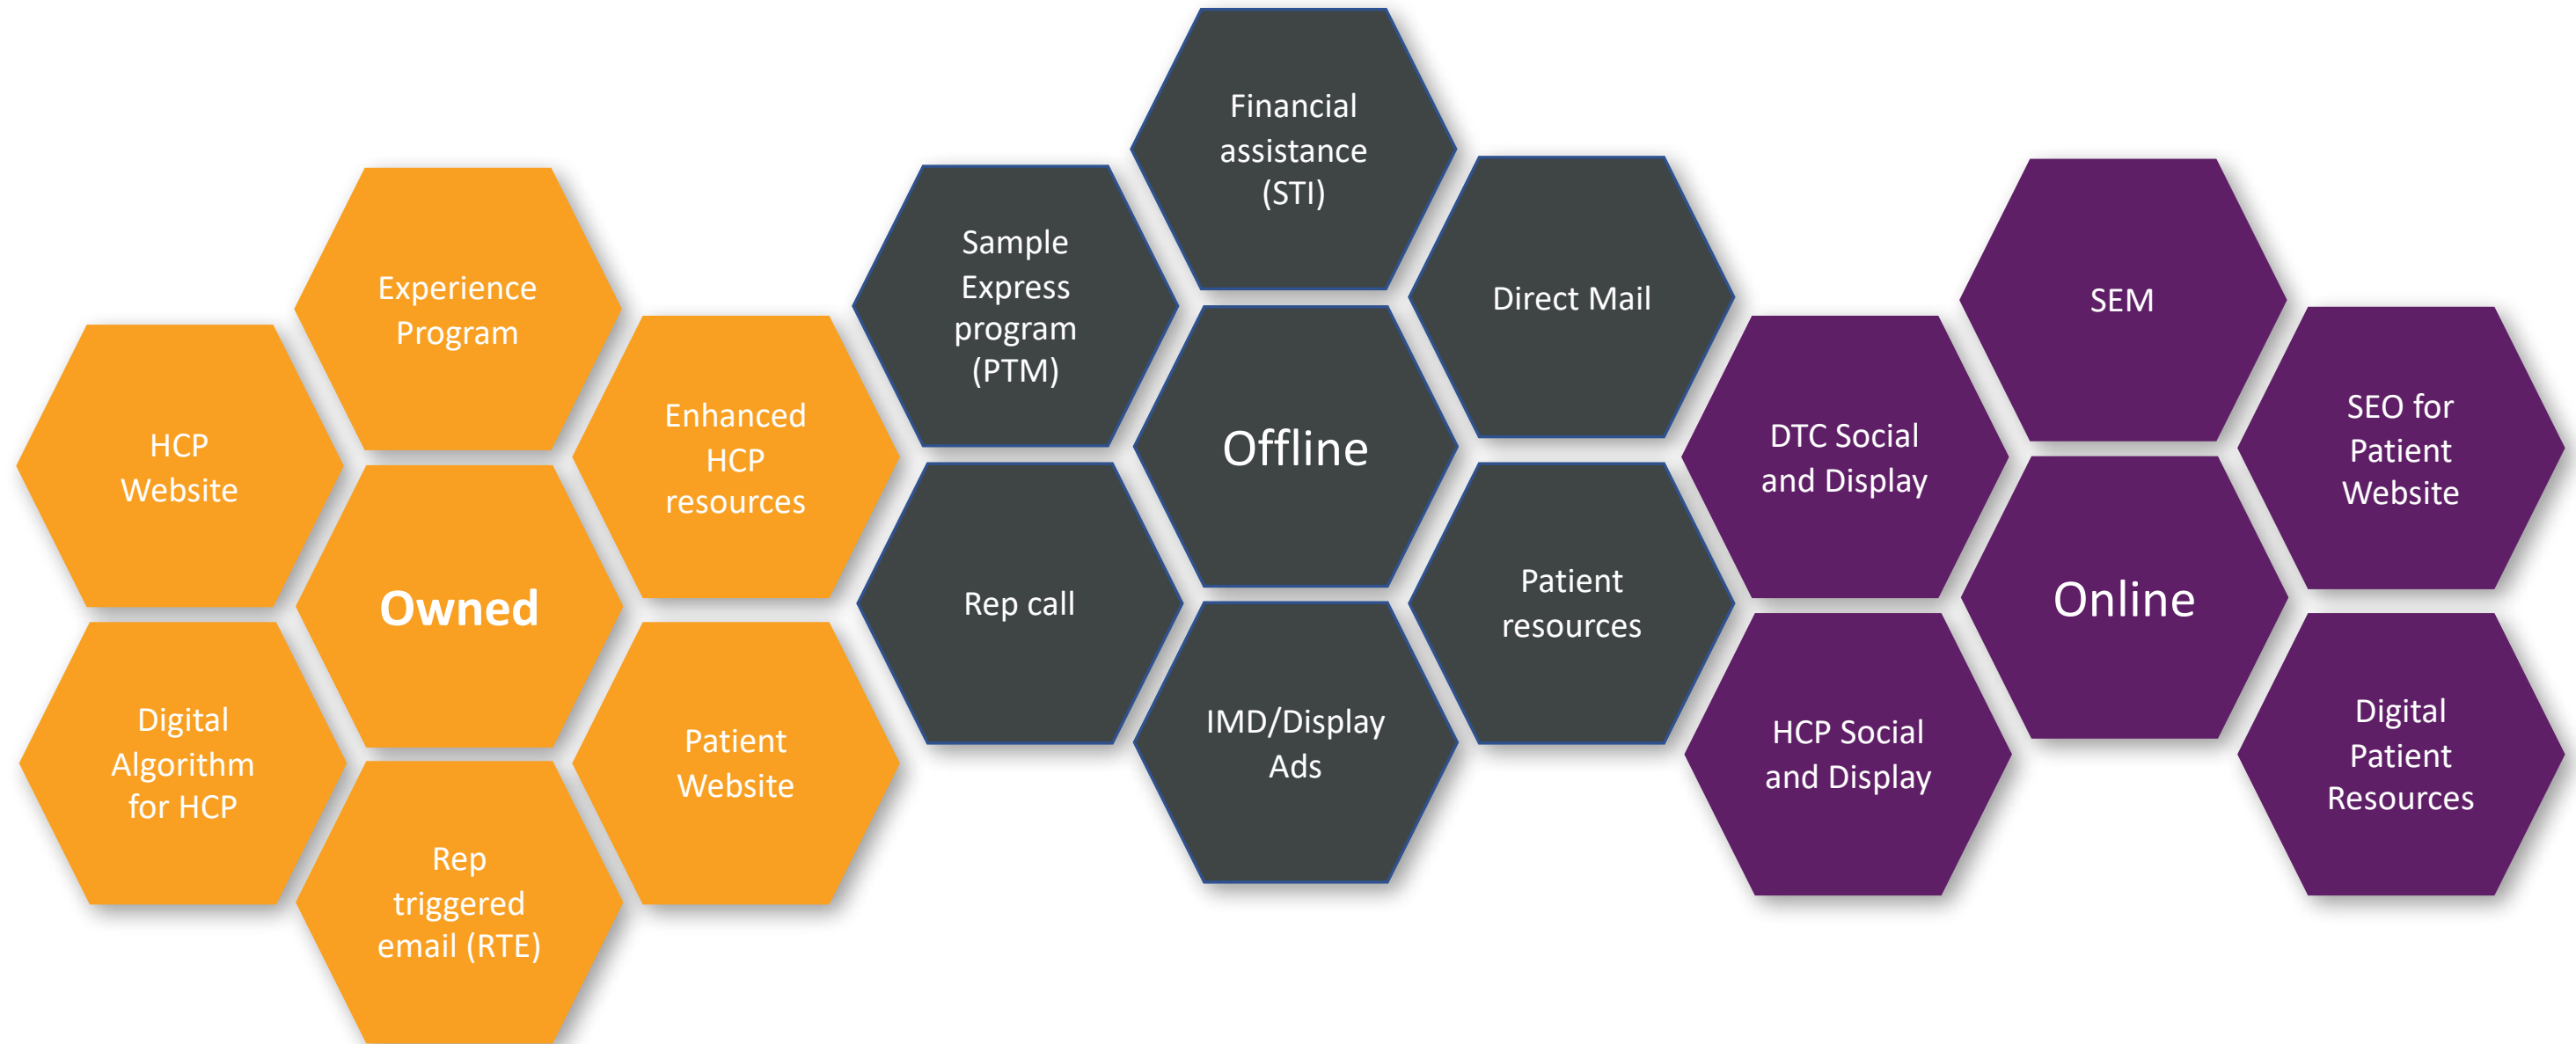 Experience
Program
HCP
Website
Enhanced
HCP
resources
Owned
Digital
Algorithm
for HCP
Patient
Website
Rep
triggered
email (RTE)
Financial
assistance
(STI)
Sample
Express
program
(PTM)
Direct Mail
Offline
Rep call
Patient
resources
IMD/Display
Ads
SEM
DTC Social
and Display
SEO for
Patient
Website
Online
HCP Social
and Display
Digital
Patient
Resources